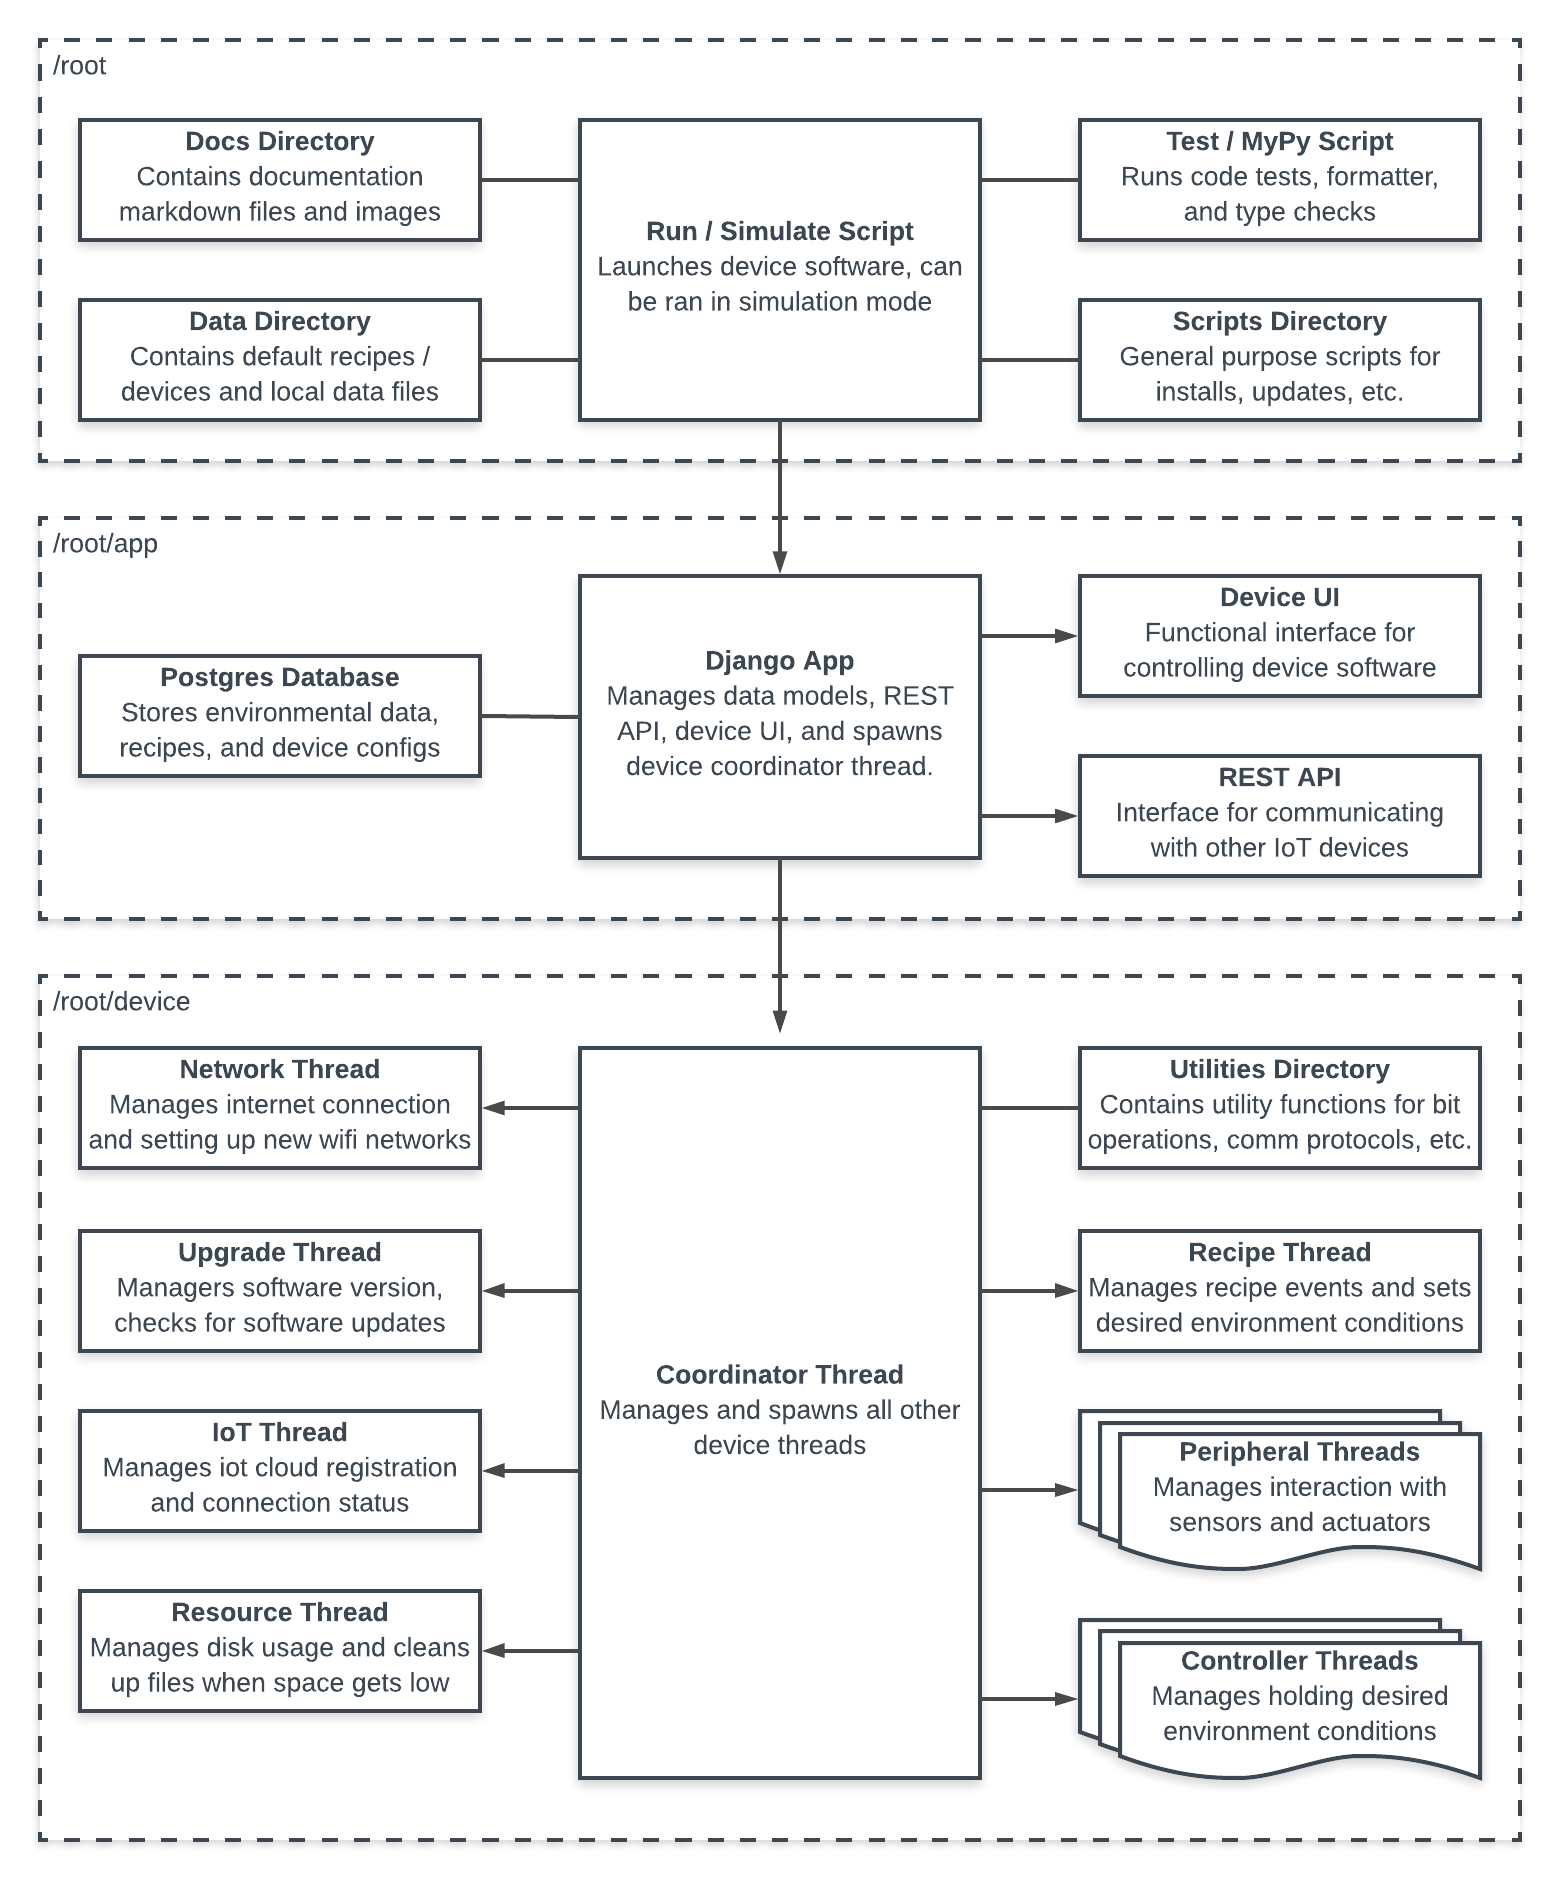 /root
Docs Directory
Contains documentation
markdown files and images
Data Directory
Contains default recipes /
devices and local data files
Run / Simulate Script
Launches device software, can
be ran in simulation mode
Test / MyPy Script
Runs code tests, formatter,
and type checks
Scripts Directory
General purpose scripts for
installs, updates, etc.
/root/app
Postgres Database
Stores environmental data,
recipes, and device configs
Django App
Manages data models, REST
API, device UI, and spawns
device coordinator thread.
Device UI
Functional interface for
controlling device software
REST API
Interface for communicating
with other IoT devices
/root/device
Network Thread
Manages internet connection
and setting up new wifi networks
Upgrade Thread
Managers software version,
checks for software updates
IoT Thread
Manages iot cloud registration
and connection status
Resource Thread
Manages disk usage and cleans
up files when space gets low
Coordinator Thread
Manages and spawns all other
device threads
Utilities Directory
Contains utility functions for bit
operations, comm protocols, etc.
Recipe Thread
Manages recipe events and sets
desired environment conditions
Peripheral Threads
Manages interaction with
sensors and actuators
Controller Threads
Manages holding desired
environment conditions